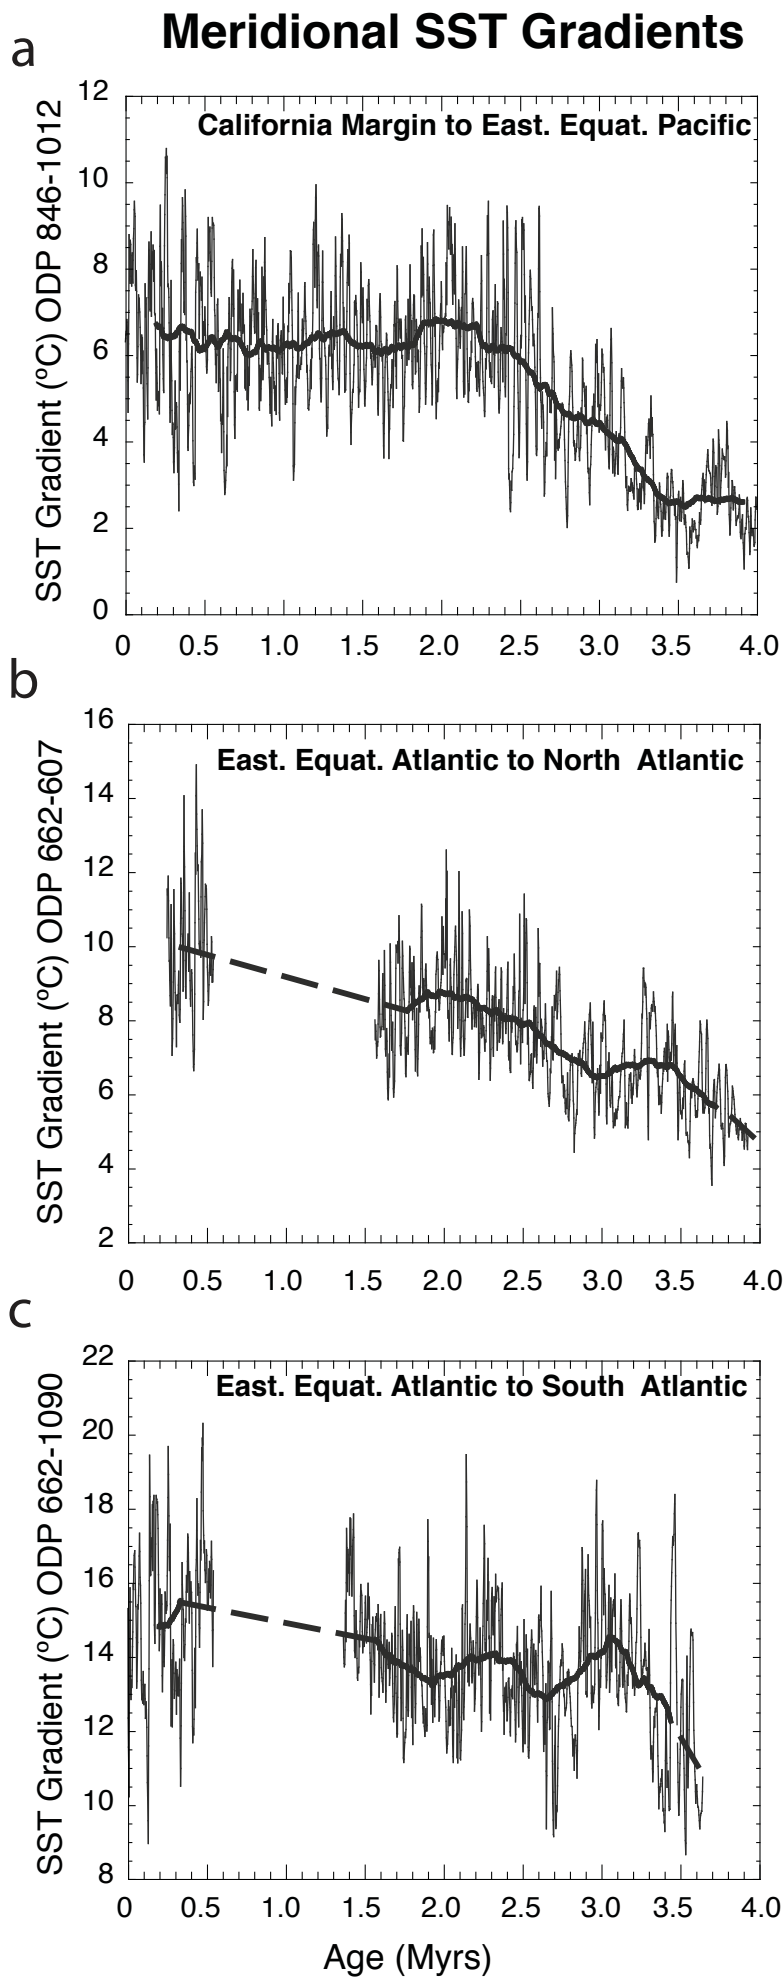 Meridional SST Gradients
a
California Margin to East. Equat. Pacific
SST Gradient (ºC) ODP 846-1012
12
10
8
6
4
2
0
0 0.5 1.0 1.5 2.0 2.5 3.0 3.5 4.0
b
East. Equat. Atlantic to North Atlantic
SST Gradient (ºC) ODP 662-607
16
14
12
10
8
6
4
2
0 0.5 1.0 1.5 2.0 2.5 3.0 3.5 4.0
c
East. Equat. Atlantic to South Atlantic
SST Gradient (ºC) ODP 662-1090
22
20
18
16
14
12
10
8
0 0.5 1.0 1.5 2.0 2.5 3.0 3.5 4.0
Age (Myrs)